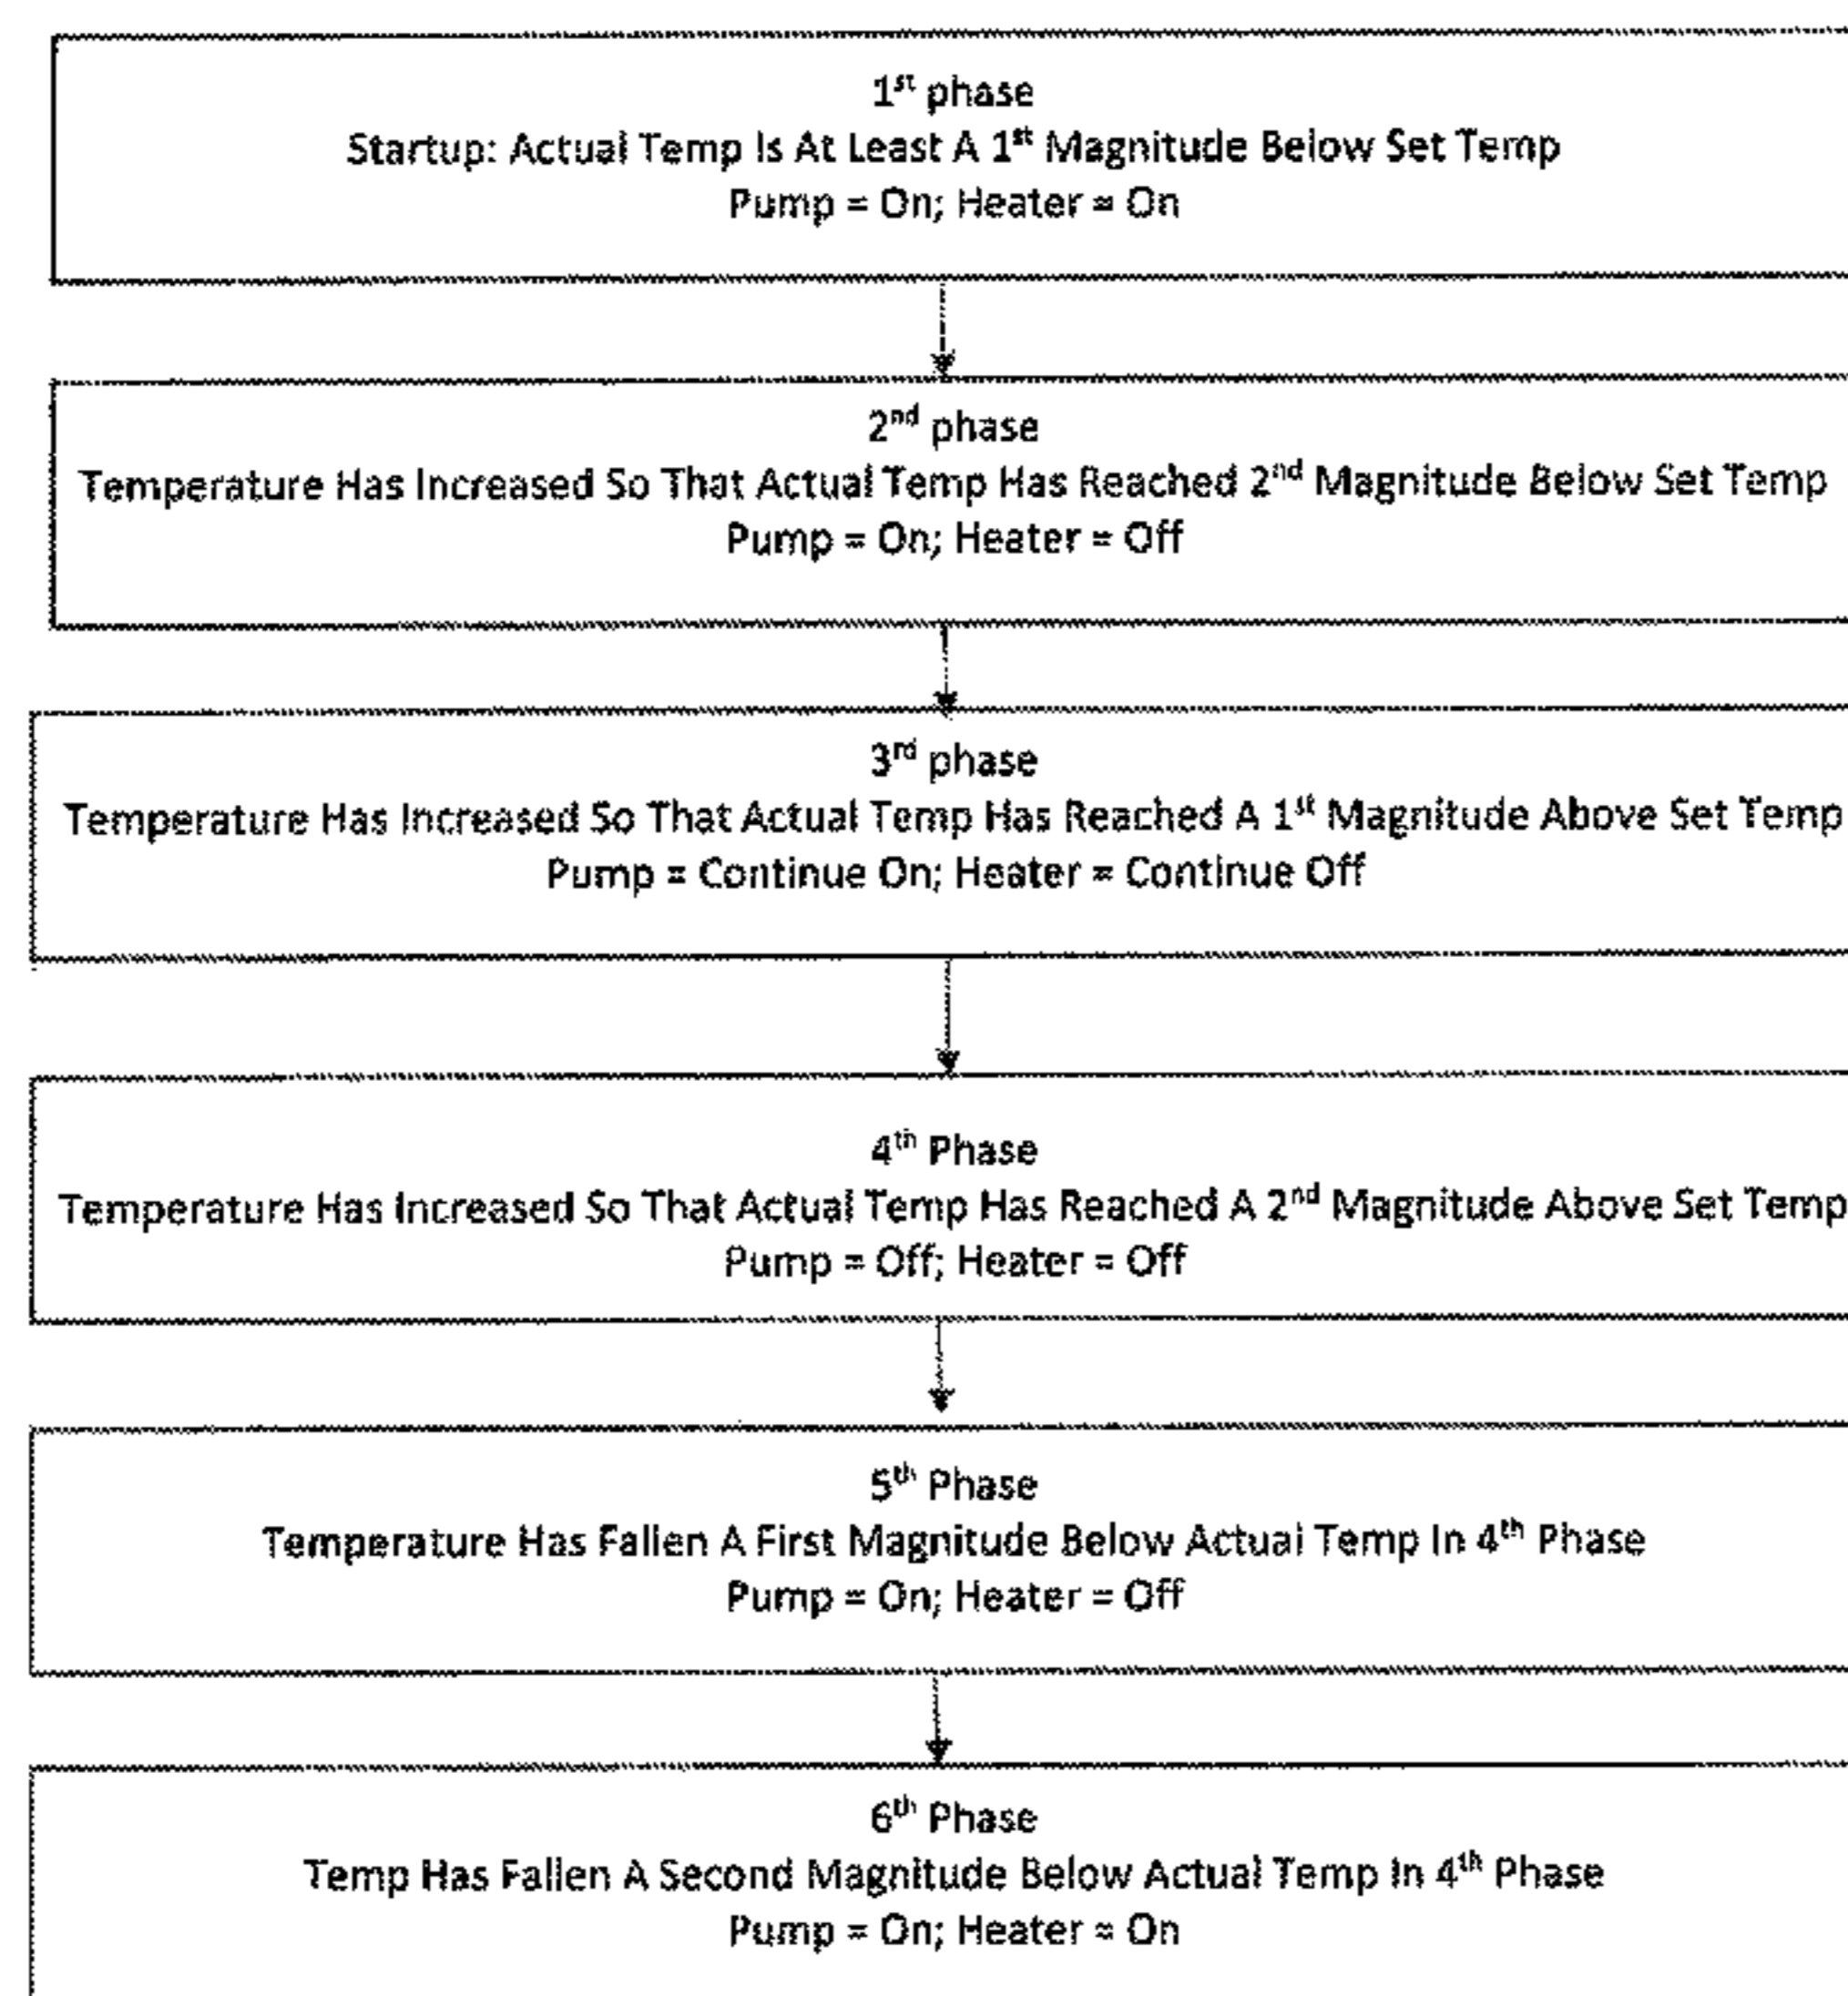 1st phase
Startup: Actual Temp Is At Least A 1st Magnitude Below Set Temp
Pump = On; Heater = On
2nd phase
Temperature Has Increased So That Actual Temp Has Reached 2nd Magnitude Below Set Temp
Pump = On; Heater = Off
3rd phase
Temperature Has Increased So That Actual Temp Has Reached A 1st Magnitude Above Set Temp
Pump = Continue On; Heater = Continue Off
4th Phase
Temperature Has Increased So That Actual Temp Has Reached A 2nd Magnitude Above Set Temp
Pump = Off; Heater = Off
5th Phase
Temperature Has Fallen A First Magnitude Below Actual Temp In 4th Phase
Pump = On; Heater = Off
6th Phase
Temp Has Fallen A Second Magnitude Below Actual Temp In 4th Phase
Pump = On; Heater = On